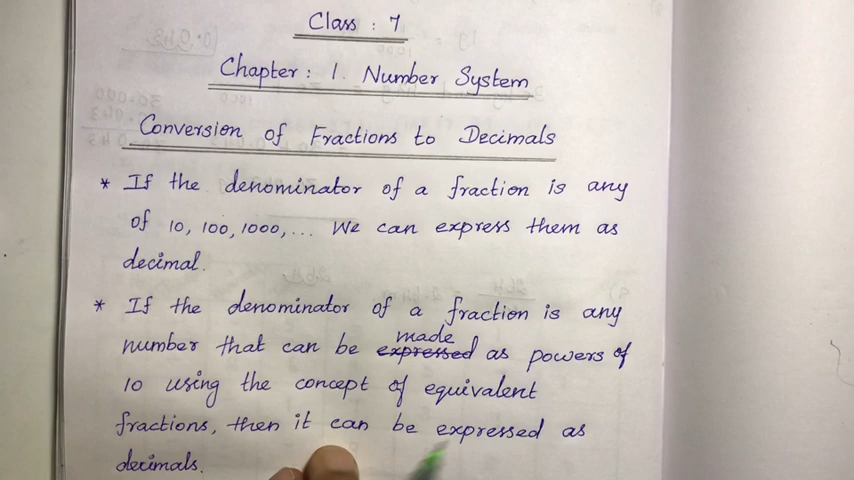 Class : 7
Chapter : 1. Number System
Conversion of Fractions to Decimals
* If the denominator of a fraction is any
of 10, 100, 1000, ... We can express them as
decimal.
* If the denominator of a fraction is any
made
number that can be expressed as powers of
10 using the concept of equivalent
fractions, then it can be expressed as
decimals.